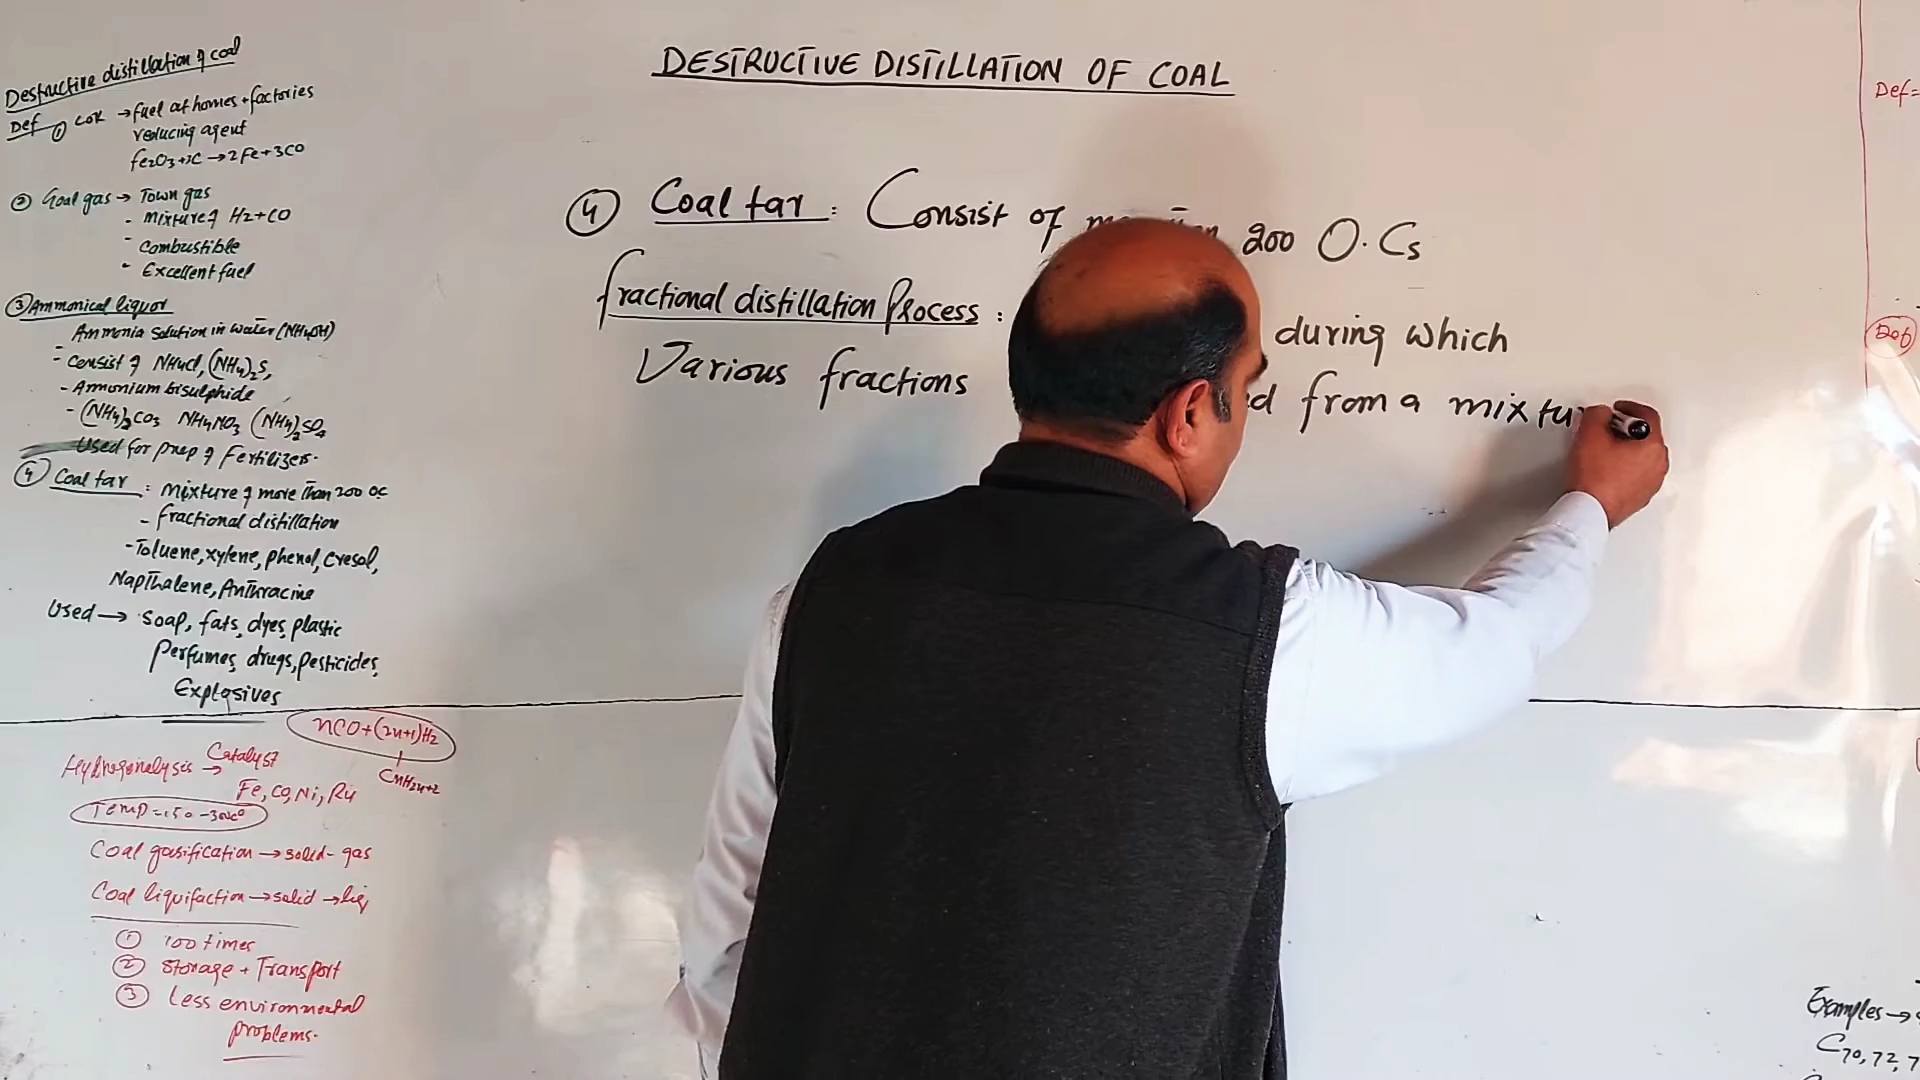 Destructive distillation of coal
Def ① COK → fuel at homes + factories
reducing agent
Fe2O3+3C → 2Fe+3CO
② Coal gas → Town gas
- Mixture of H2+CO
- Combustible
- Excellent fuel
③ Ammonical liquor
- Ammonia solution in water (NH4OH)
- Consist of NH4Cl, (NH4)2S,
- Ammonium bisulphide
- (NH4)2CO3 NH4NO3 (NH4)2SO4
Used for prep of Fertilizers.
④ Coal tar : mixture of more than 200 OC
- fractional distillation
- Toluene, xylene, phenol, cresol,
Napthalene, Anthracine
Used → soap, fats, dyes, plastic
Perfumes, drugs, pesticides,
Explosives
nCO+(2n+1)H2
CnH2n+2
Hydrogenalysis → Catalyst
Fe, CO, Ni, Ru
Temp = 150 - 300C°
Coal gasification → solid - gas
Coal liquifaction → solid → liq
① 100 times
② Storage + Transport
③ Less environmental
problems.
DESTRUCTIVE DISTILLATION OF COAL
④ Coal tar : Consist of 200 O.Cs
fractional distillation Process : during which
Various fractions from a mixtu
Def=
Def
Examples →
C70, 72, 7